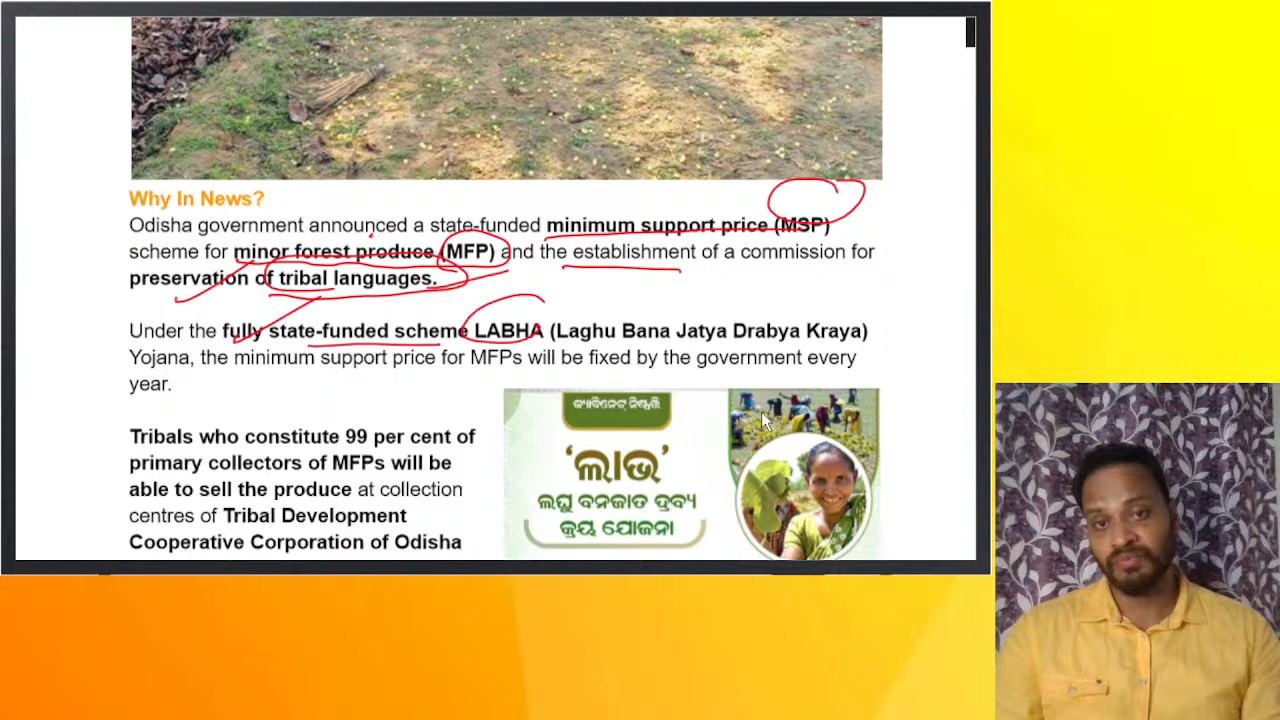 Why In News?
Odisha government announced a state-funded minimum support price (MSP)
scheme for minor forest produce (MFP) and the establishment of a commission for
preservation of tribal languages.
Under the fully state-funded scheme LABHA (Laghu Bana Jatya Drabya Kraya)
Yojana, the minimum support price for MFPs will be fixed by the government every
year.
Tribals who constitute 99 per cent of
primary collectors of MFPs will be
able to sell the produce at collection
centres of Tribal Development
Cooperative Corporation of Odisha
କ୍ୟାବିନେଟ୍ ନିଷ୍ପତ୍ତି
‘ଲାଭ’
ଲଘୁ ବନଜାତ ଦ୍ରବ୍ୟ
କ୍ରୟ ଯୋଜନା